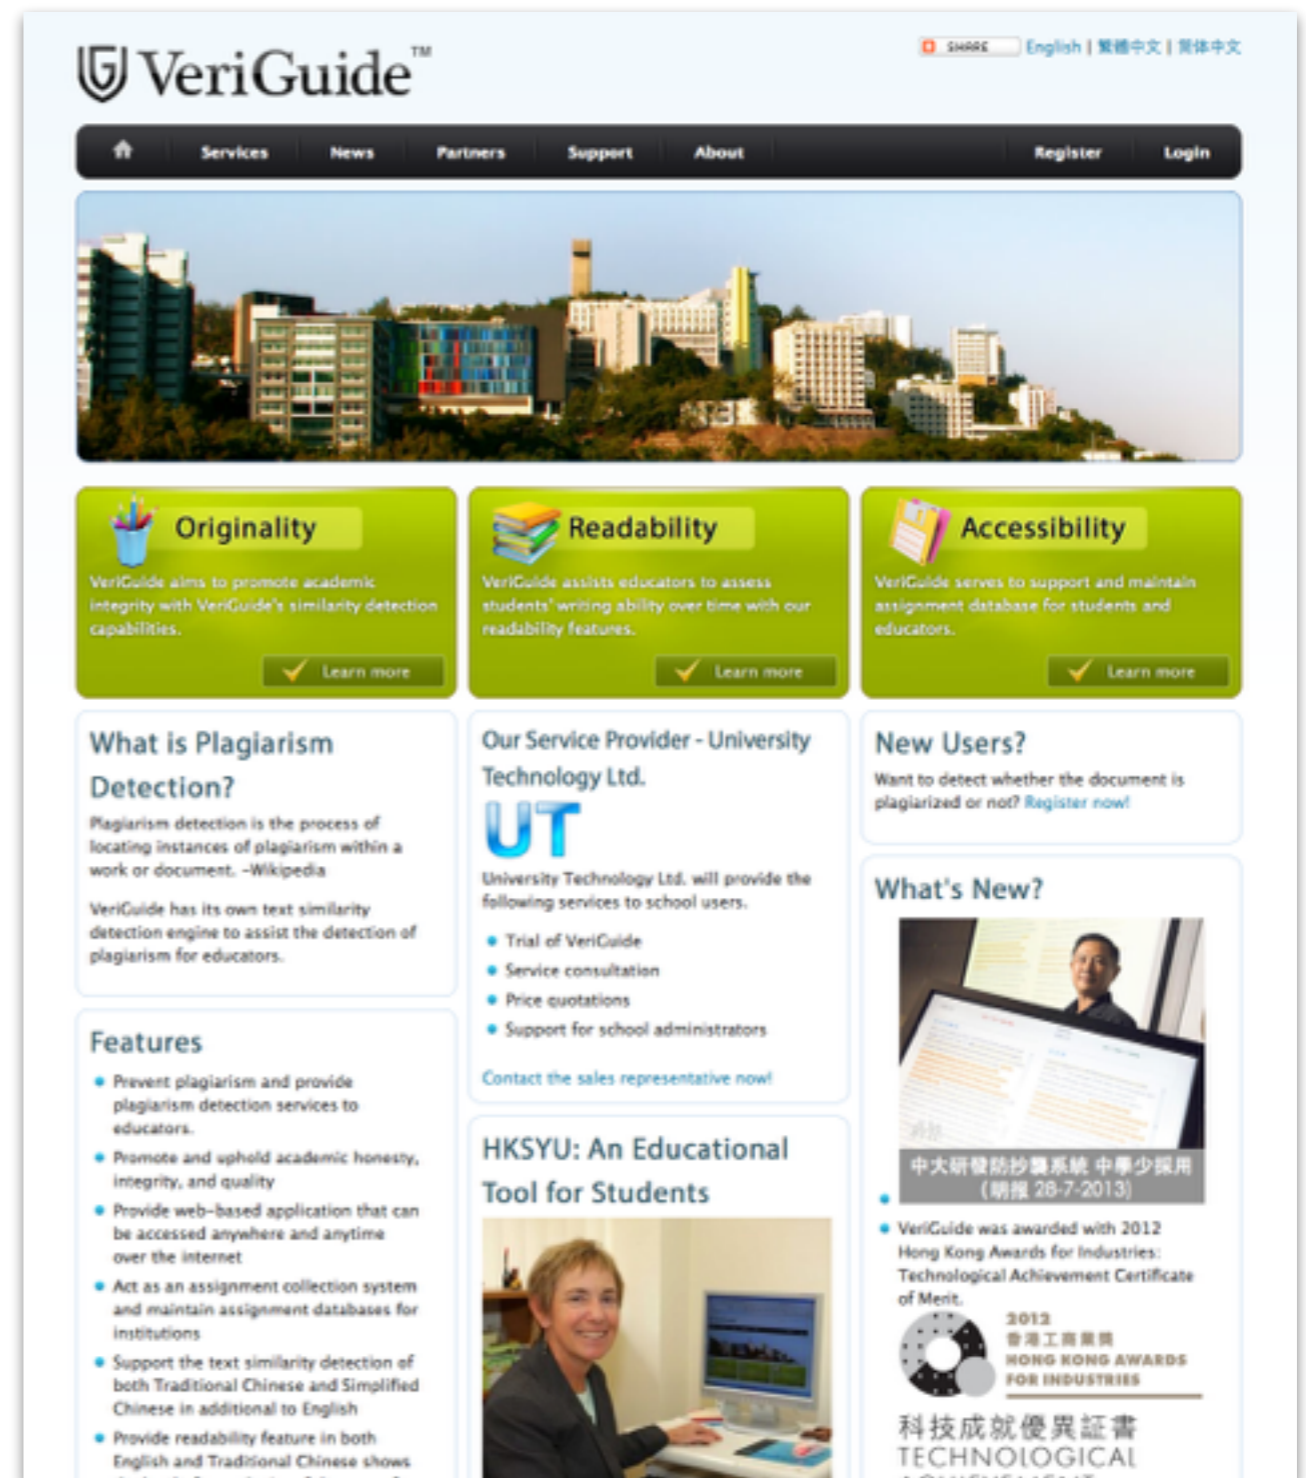 VeriGuide™
SHARE English | 繁體中文 | 简体中文
Services News Partners Support About Register Login
Originality
VeriGuide aims to promote academic
integrity with VeriGuide's similarity detection
capabilities.
Learn more
Readability
VeriGuide assists educators to assess
students' writing ability over time with our
readability features.
Learn more
Accessibility
VeriGuide serves to support and maintain
assignment database for students and
educators.
Learn more
What is Plagiarism
Detection?
Plagiarism detection is the process of
locating instances of plagiarism within a
work or document. -Wikipedia
VeriGuide has its own text similarity
detection engine to assist the detection of
plagiarism for educators.
Features
Prevent plagiarism and provide
plagiarism detection services to
educators.
Promote and uphold academic honesty,
integrity, and quality
Provide web-based application that can
be accessed anywhere and anytime
over the internet
Act as an assignment collection system
and maintain assignment databases for
institutions
Support the text similarity detection of
both Traditional Chinese and Simplified
Chinese in additional to English
Provide readability feature in both
English and Traditional Chinese shows
Our Service Provider - University
Technology Ltd.
UT
University Technology Ltd. will provide the
following services to school users.
Trial of VeriGuide
Service consultation
Price quotations
Support for school administrators
Contact the sales representative now!
HKSYU: An Educational
Tool for Students
New Users?
Want to detect whether the document is
plagiarized or not? Register now!
What's New?
中大研發防抄襲系統 中學少採用
(明报 28-7-2013)
VeriGuide was awarded with 2012
Hong Kong Awards for Industries:
Technological Achievement Certificate
of Merit.
2012
香港工商業獎
HONG KONG AWARDS
FOR INDUSTRIES
科技成就優異証書
TECHNOLOGICAL